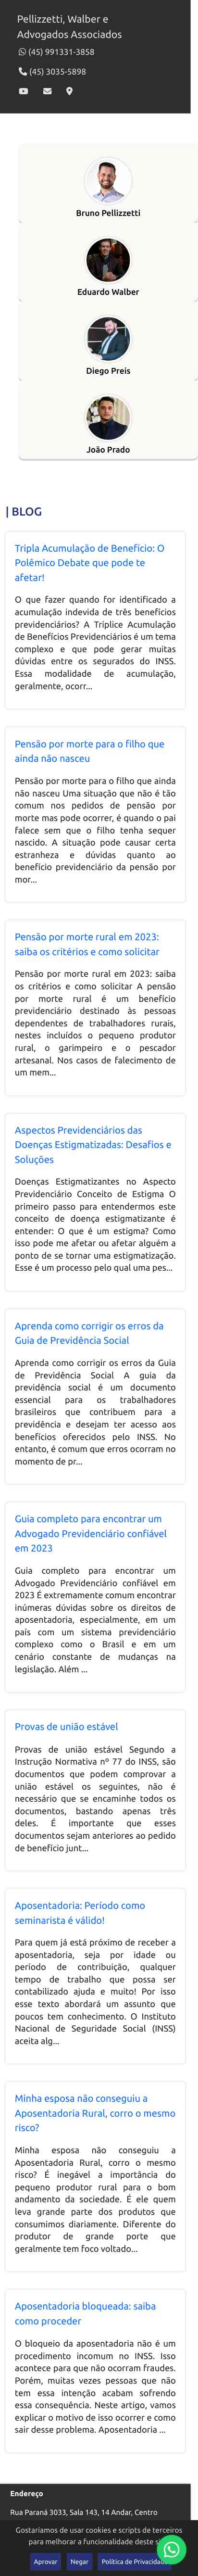 Pellizzetti, Walber e
Advogados Associados
(45) 991331-3858
(45) 3035-5898
Bruno Pellizzetti
Eduardo Walber
Diego Preis
João Prado
| BLOG
Tripla Acumulação de Benefício: O
Polêmico Debate que pode te
afetar!
O que fazer quando for identificado a
acumulação indevida de três benefícios
previdenciários? A Tríplice Acumulação
de Benefícios Previdenciários é um tema
complexo e que pode gerar muitas
dúvidas entre os segurados do INSS.
Essa modalidade de acumulação,
geralmente, ocorr...
Pensão por morte para o filho que
ainda não nasceu
Pensão por morte para o filho que ainda
não nasceu Uma situação que não é tão
comum nos pedidos de pensão por
morte mas pode ocorrer, é quando o pai
falece sem que o filho tenha sequer
nascido. A situação pode causar certa
estranheza e dúvidas quanto ao
benefício previdenciário da pensão por
mor...
Pensão por morte rural em 2023:
saiba os critérios e como solicitar
Pensão por morte rural em 2023: saiba
os critérios e como solicitar A pensão
por morte rural é um benefício
previdenciário destinado às pessoas
dependentes de trabalhadores rurais,
nestes incluídos o pequeno produtor
rural, o garimpeiro e o pescador
artesanal. Nos casos de falecimento de
um mem...
Aspectos Previdenciários das
Doenças Estigmatizadas: Desafios e
Soluções
Doenças Estigmatizantes no Aspecto
Previdenciário Conceito de Estigma O
primeiro passo para entendermos este
conceito de doença estigmatizante é
entender: O que é um estigma? Como
isso pode me afetar ou afetar alguém a
ponto de se tornar uma estigmatização.
Esse é um processo pelo qual uma pes...
Aprenda como corrigir os erros da
Guia de Previdência Social
Aprenda como corrigir os erros da Guia
de Previdência Social A guia da
previdência social é um documento
essencial para os trabalhadores
brasileiros que contribuem para a
previdência e desejam ter acesso aos
benefícios oferecidos pelo INSS. No
entanto, é comum que erros ocorram no
momento de pr...
Guia completo para encontrar um
Advogado Previdenciário confiável
em 2023
Guia completo para encontrar um
Advogado Previdenciário confiável em
2023 É extremamente comum encontrar
inúmeras dúvidas sobre os direitos de
aposentadoria, especialmente, em um
país com um sistema previdenciário
complexo como o Brasil e em um
cenário constante de mudanças na
legislação. Além ...
Provas de união estável
Provas de união estável Segundo a
Instrução Normativa nº 77 do INSS, são
documentos que podem comprovar a
união estável os seguintes, não é
necessário que se encaminhe todos os
documentos, bastando apenas três
deles. É importante que esses
documentos sejam anteriores ao pedido
de benefício junt...
Aposentadoria: Período como
seminarista é válido!
Para quem já está próximo de receber a
aposentadoria, seja por idade ou
período de contribuição, qualquer
tempo de trabalho que possa ser
contabilizado ajuda e muito! Por isso
esse texto abordará um assunto que
poucos tem conhecimento. O Instituto
Nacional de Seguridade Social (INSS)
aceita alg...
Minha esposa não conseguiu a
Aposentadoria Rural, corro o mesmo
risco?
Minha esposa não conseguiu a
Aposentadoria Rural, corro o mesmo
risco? É inegável a importância do
pequeno produtor rural para o bom
andamento da sociedade. É ele quem
leva grande parte dos produtos que
consumimos diariamente. Diferente do
produtor de grande porte que
geralmente tem foco voltado...
Aposentadoria bloqueada: saiba
como proceder
O bloqueio da aposentadoria não é um
procedimento incomum no INSS. Isso
acontece para que não ocorram fraudes.
Porém, muitas vezes pessoas que não
tem essa intenção acabam sofrendo
essa consequência. Neste artigo, vamos
explicar o motivo de isso ocorrer e como
sair desse problema. Aposentadoria ...
Endereço
Rua Paraná 3033, Sala 143, 14 Andar, Centro
Gostaríamos de usar cookies e scripts de terceiros
para melhorar a funcionalidade deste
Aprovar Negar Política de Privacidade